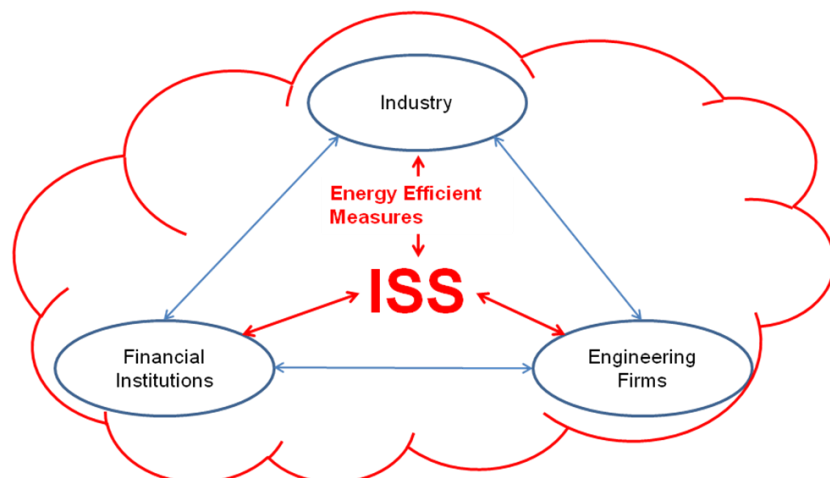 Industry
Energy Efficient
Measures
ISS
Financial
Institutions
Engineering
Firms